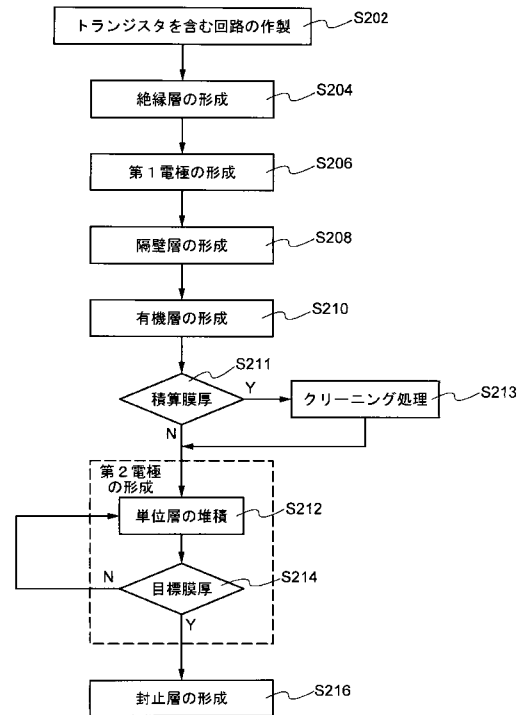 トランジスタを含む回路の作製
S202
絶縁層の形成
S204
第1電極の形成
S206
隔壁層の形成
S208
有機層の形成
S210
積算膜厚
S211
Y
N
クリーニング処理
S213
第2電極
の形成
単位層の堆積
S212
目標膜厚
S214
N
Y
封止層の形成
S216